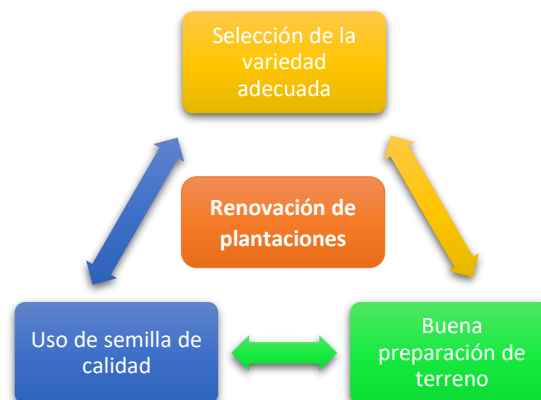 Selección de la
variedad
adecuada
Renovación de
plantaciones
Uso de semilla de
calidad
Buena
preparación de
terreno